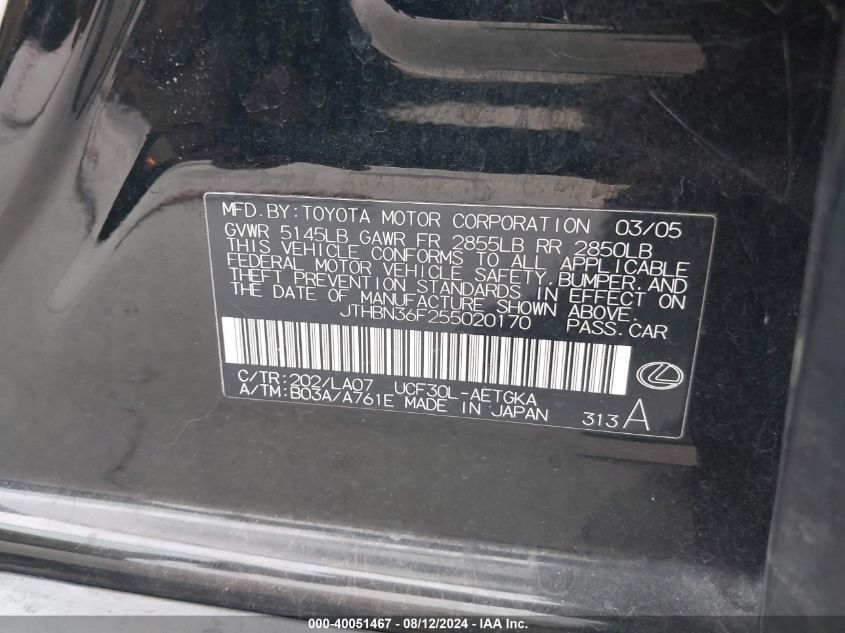 MFD.BY:TOYOTA MOTOR CORPORATION 03/05
GVWR 5145LB GAWR FR 2855LB RR 2850LB
THIS VEHICLE CONFORMS TO ALL APPLICABLE
FEDERAL MOTOR VEHICLE SAFETY,BUMPER,AND
THEFT PREVENTION STANDARDS IN EFFECT ON
THE DATE OF MANUFACTURE SHOWN ABOVE.
JTHBN36F255020170 PASS.CAR
C/TR:202/LA07 UCF30L-AETGKA
A/TM:B03A/A761E MADE IN JAPAN 313A
000-40051467 - 08/12/2024 - © IAA Inc.